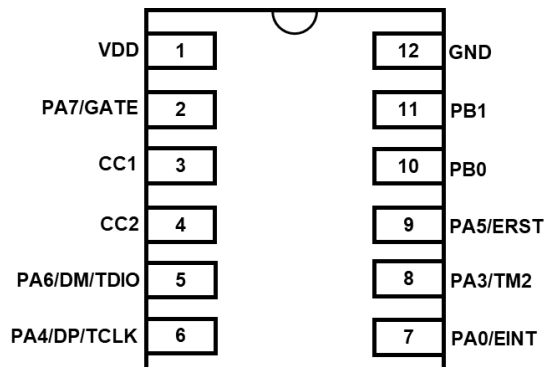 VDD 1 12 GND
PA7/GATE 2 11 PB1
CC1 3 10 PB0
CC2 4 9 PA5/ERST
PA6/DM/TDIO 5 8 PA3/TM2
PA4/DP/TCLK 6 7 PA0/EINT